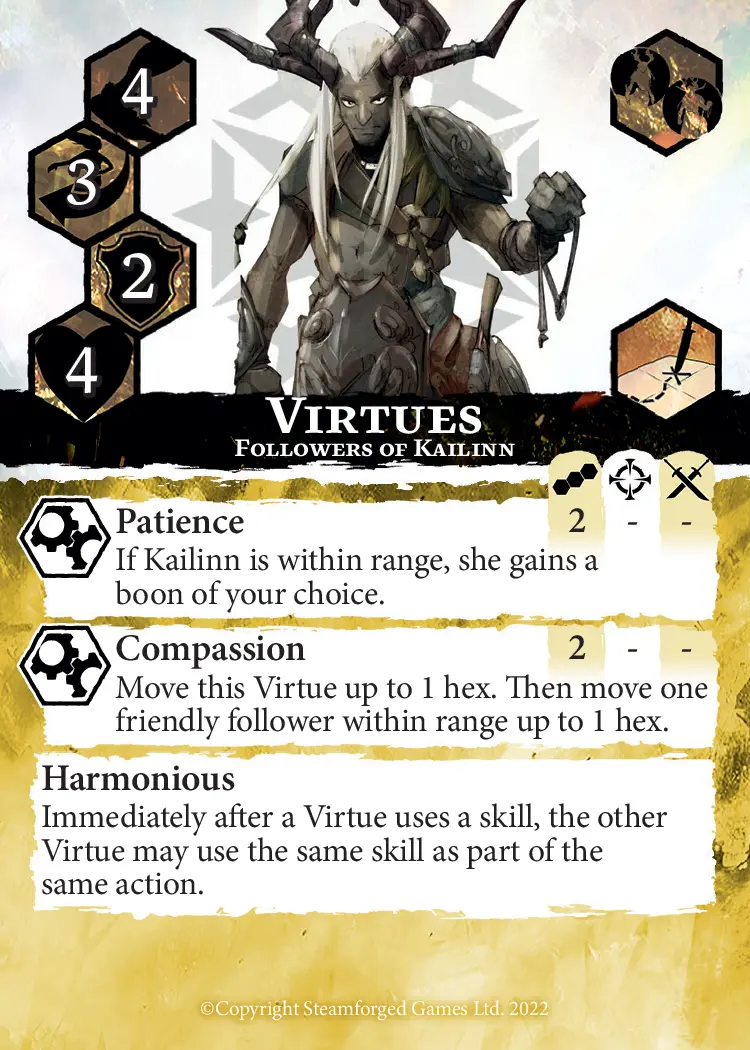 4
3
2
4
Virtues
Followers of Kailinn
Patience 2 - -
If Kailinn is within range, she gains a
boon of your choice.
Compassion 2 - -
Move this Virtue up to 1 hex. Then move one
friendly follower within range up to 1 hex.
Harmonious
Immediately after a Virtue uses a skill, the other
Virtue may use the same skill as part of the
same action.
©Copyright Steamforged Games Ltd. 2022